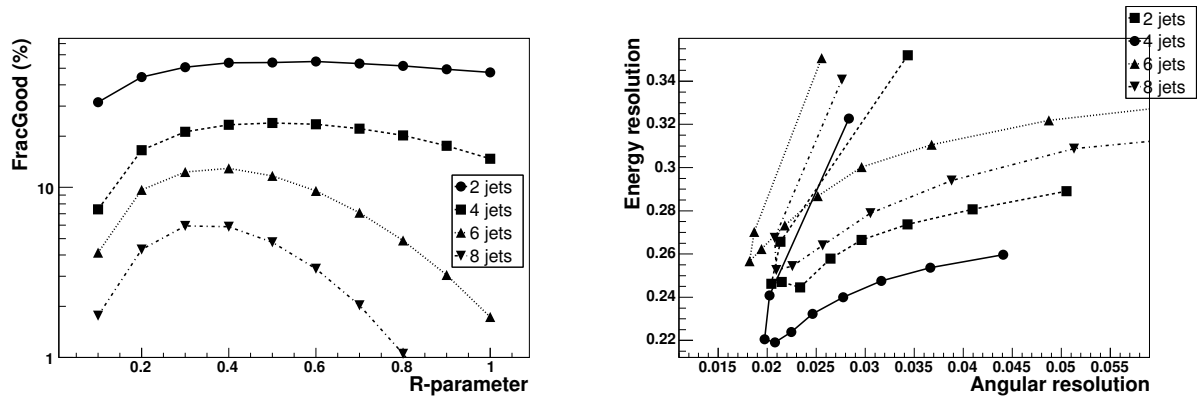 FracGood (%)
10
1
0.2 0.4 0.6 0.8 1
R-parameter
2 jets
4 jets
6 jets
8 jets
Energy resolution
0.34
0.32
0.3
0.28
0.26
0.24
0.22
0.015 0.02 0.025 0.03 0.035 0.04 0.045 0.05 0.055
Angular resolution
2 jets
4 jets
6 jets
8 jets